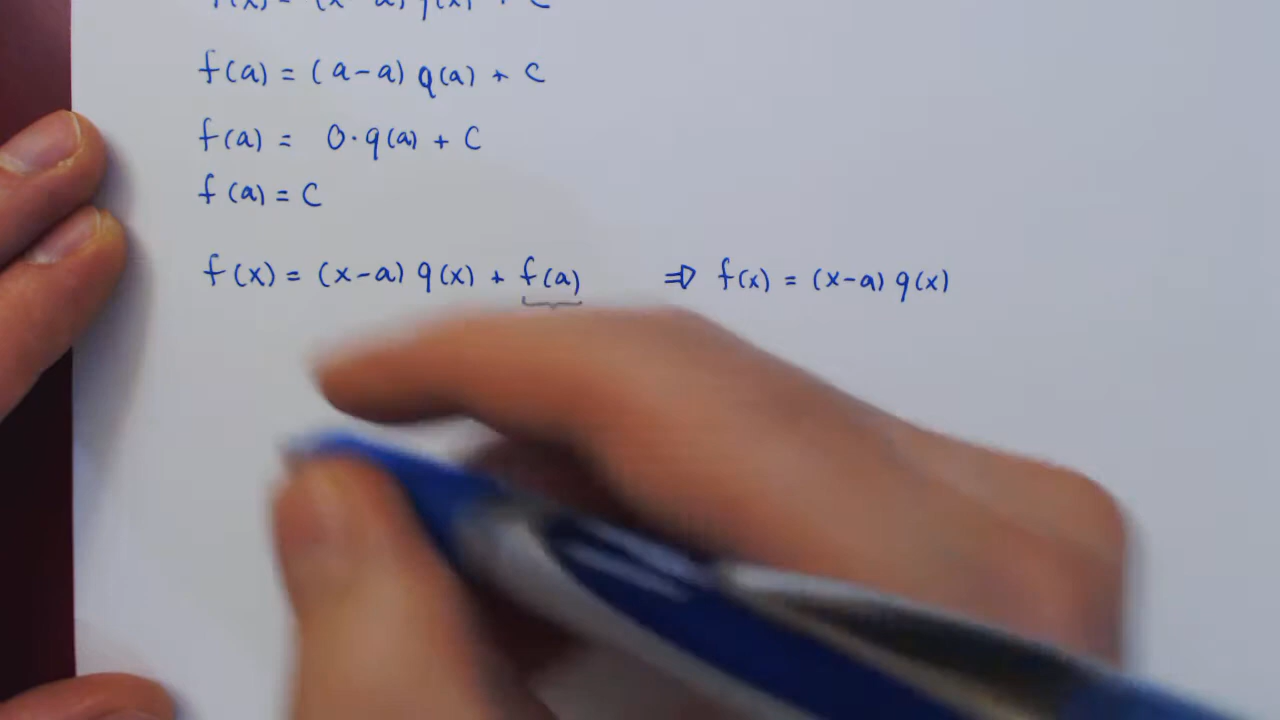 f(x) = (x-a) q(x) + C
f(a) = (a-a) q(a) + C
f(a) = 0·q(a) + C
f(a) = C
f(x) = (x-a) q(x) + f(a) ⇒ f(x) = (x-a) q(x)